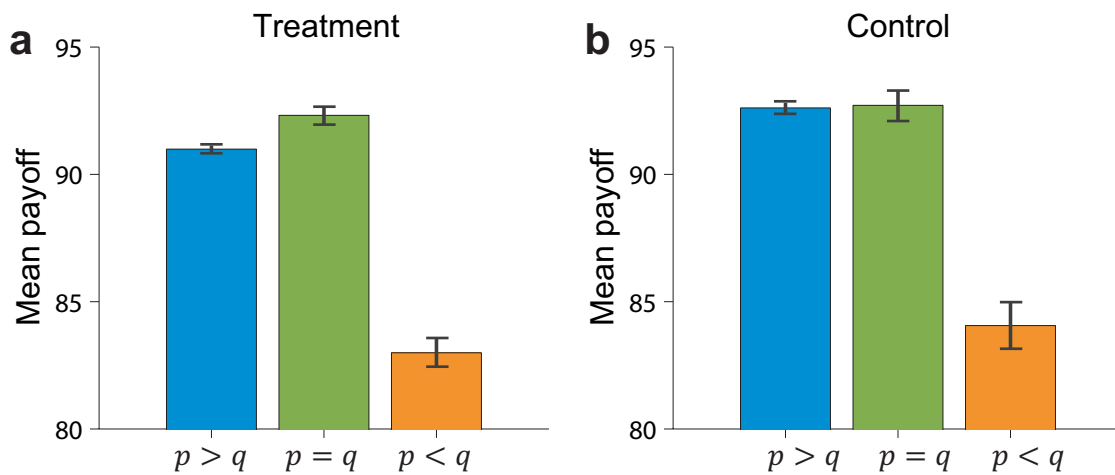 a
Treatment
95
90
85
80
Mean payoff
p > q
p = q
p < q
b
Control
95
90
85
80
Mean payoff
p > q
p = q
p < q